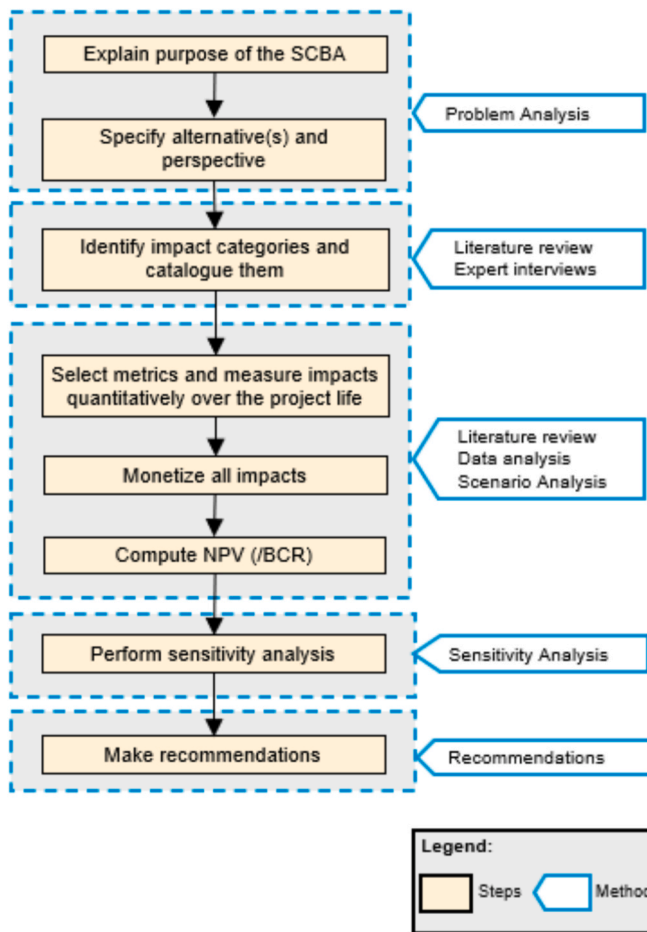 Explain purpose of the SCBA
Specify alternative(s) and
perspective
Problem Analysis
Identify impact categories and
catalogue them
Literature review
Expert interviews
Select metrics and measure impacts
quantitatively over the project life
Monetize all impacts
Compute NPV (/BCR)
Literature review
Data analysis
Scenario Analysis
Perform sensitivity analysis
Sensitivity Analysis
Make recommendations
Recommendations
Legend:
Steps
Method